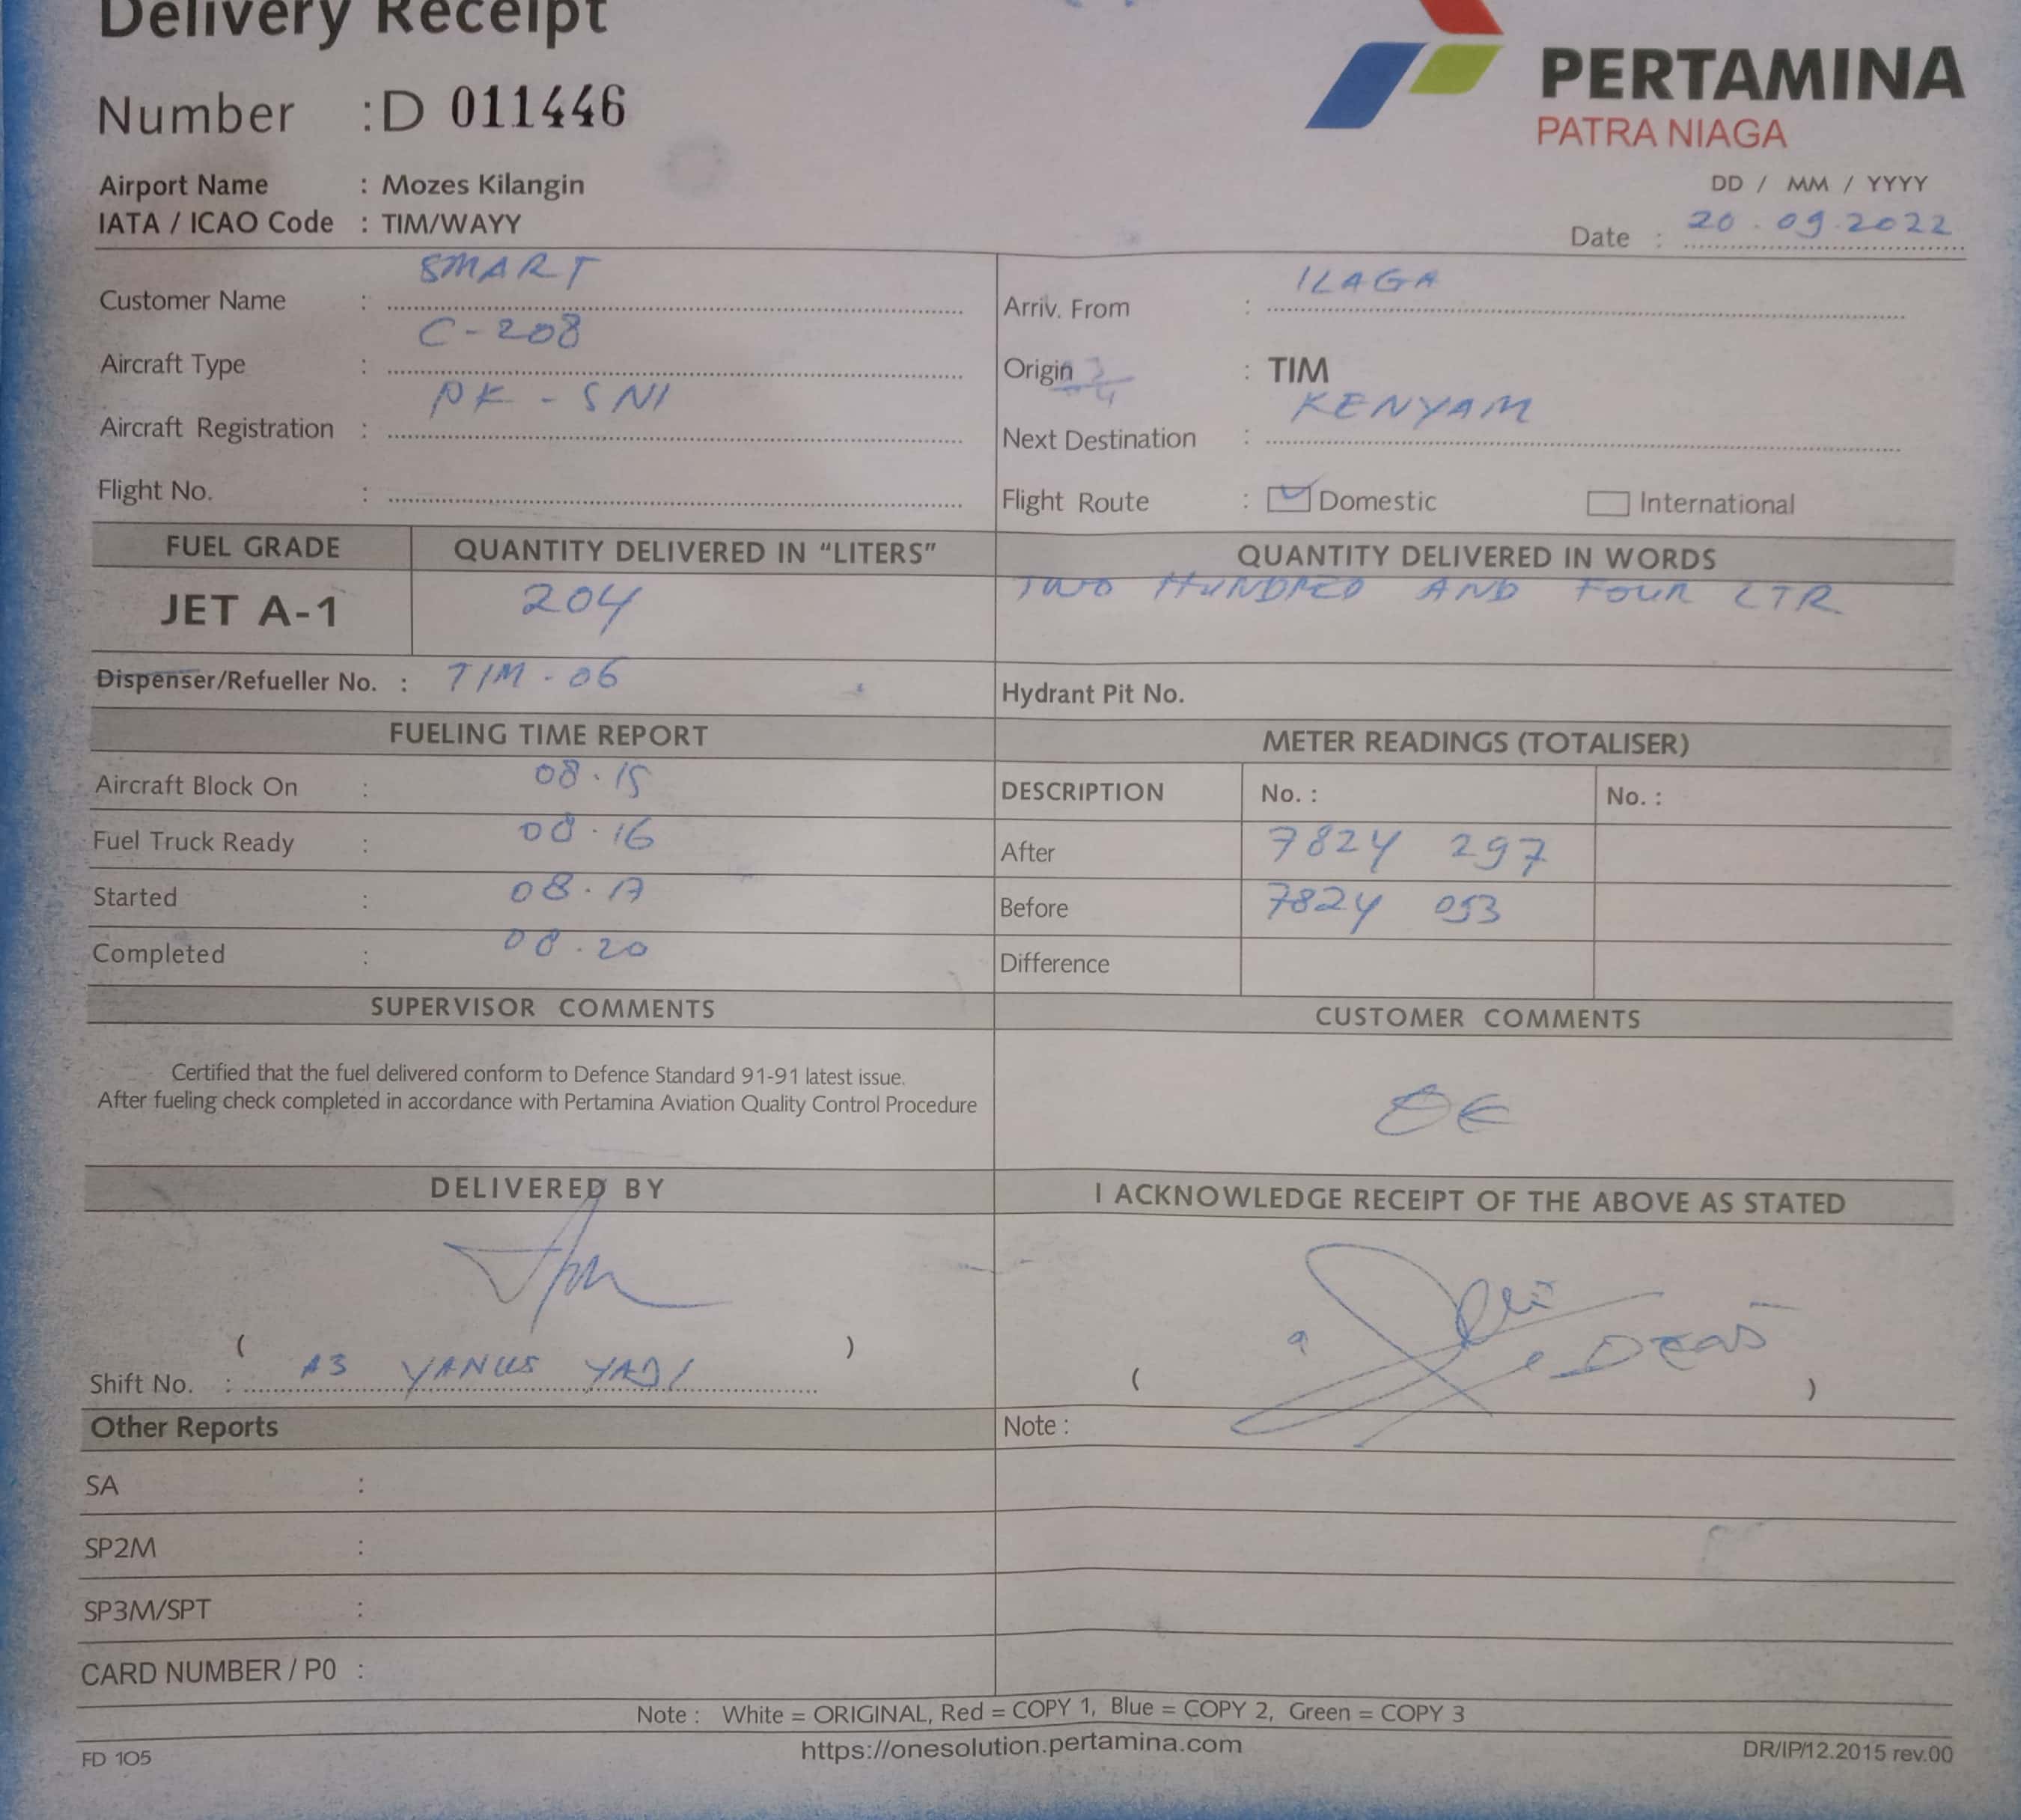 Delivery Receipt
Number : D 011446
PERTAMINA
PATRA NIAGA
Airport Name : Mozes Kilangin
IATA / ICAO Code : TIM/WAYY
DD / MM / YYYY
Date : 20.09.2022
Customer Name : SMART
Arriv. From : ILAGA
Aircraft Type : C-208
Origin : TIM
Aircraft Registration : PK - SNI
Next Destination : KENYAM
Flight No. :
Flight Route : Domestic International
FUEL GRADE QUANTITY DELIVERED IN “LITERS” QUANTITY DELIVERED IN WORDS
JET A-1 204 TWO HUNDRED AND FOUR LTR
Dispenser/Refueller No. : TIM - 06 Hydrant Pit No.
FUELING TIME REPORT METER READINGS (TOTALISER)
Aircraft Block On : 08.15 DESCRIPTION No. : No. :
Fuel Truck Ready : 08.16 After 7824 297
Started : 08.17 Before 7824 093
Completed : 08.20 Difference
SUPERVISOR COMMENTS CUSTOMER COMMENTS
Certified that the fuel delivered conform to Defence Standard 91-91 latest issue.
After fueling check completed in accordance with Pertamina Aviation Quality Control Procedure
DELIVERED BY I ACKNOWLEDGE RECEIPT OF THE ABOVE AS STATED
( ) ( )
Shift No. : A3 YANUS YADI
Other Reports Note :
SA :
SP2M :
SP3M/SPT :
CARD NUMBER / P0 :
Note : White = ORIGINAL, Red = COPY 1, Blue = COPY 2, Green = COPY 3
FD 105 https://onesolution.pertamina.com DR/IP/12.2015 rev.00